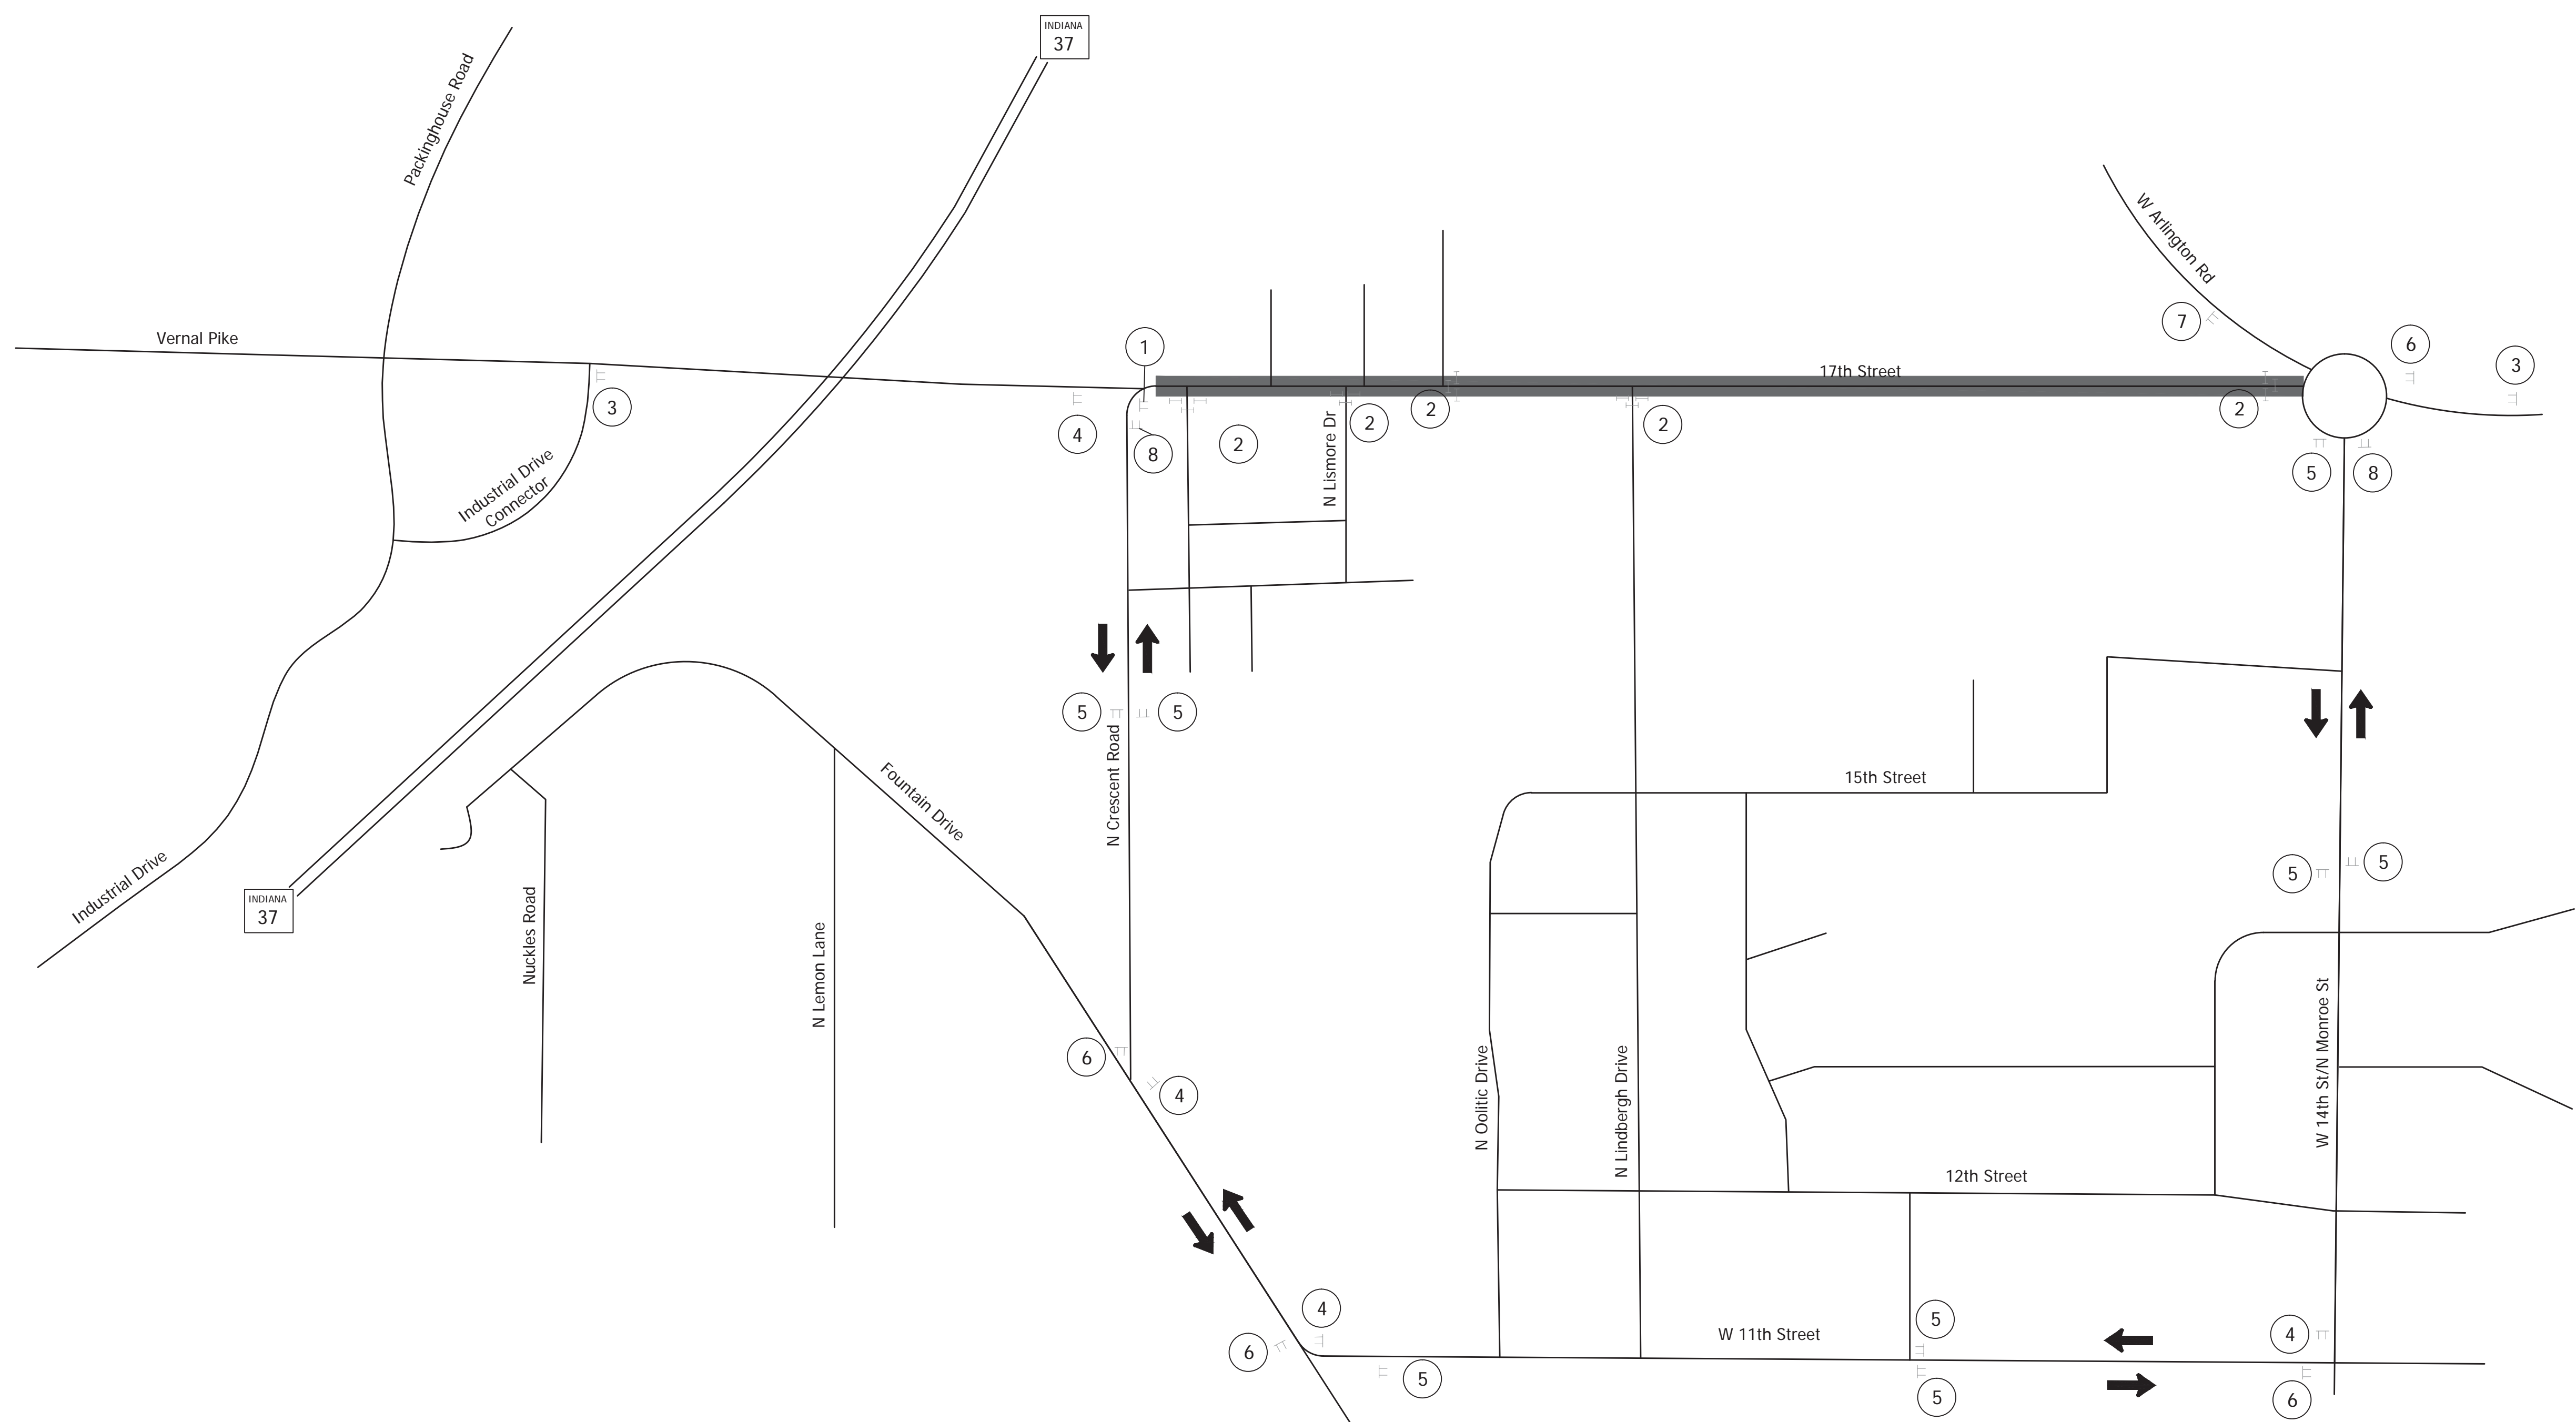 INDIANA
37
Packinghouse Road
W Arlington Rd
Vernal Pike
1
7
6
3
17th Street
3
4
8
2
N Lismore Dr
2
2
2
2
5
8
Industrial Drive
Connector
5
5
N Crescent Road
15th Street
Fountain Drive
Industrial Drive
INDIANA
37
Nuckles Road
N Lemon Lane
5
5
6
4
N Oolitic Drive
N Lindbergh Drive
W 14th St/N Monroe St
12th Street
4
6
5
W 11th Street
5
5
4
6